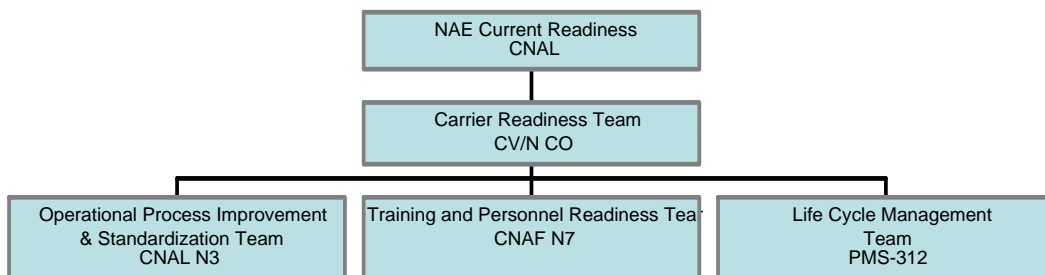 NAE Current Readiness
CNAL
Carrier Readiness Team
CV/N CO
Operational Process Improvement
& Standardization Team
CNAL N3
Training and Personnel Readiness Tea
CNAF N7
Life Cycle Management
Team
PMS-312